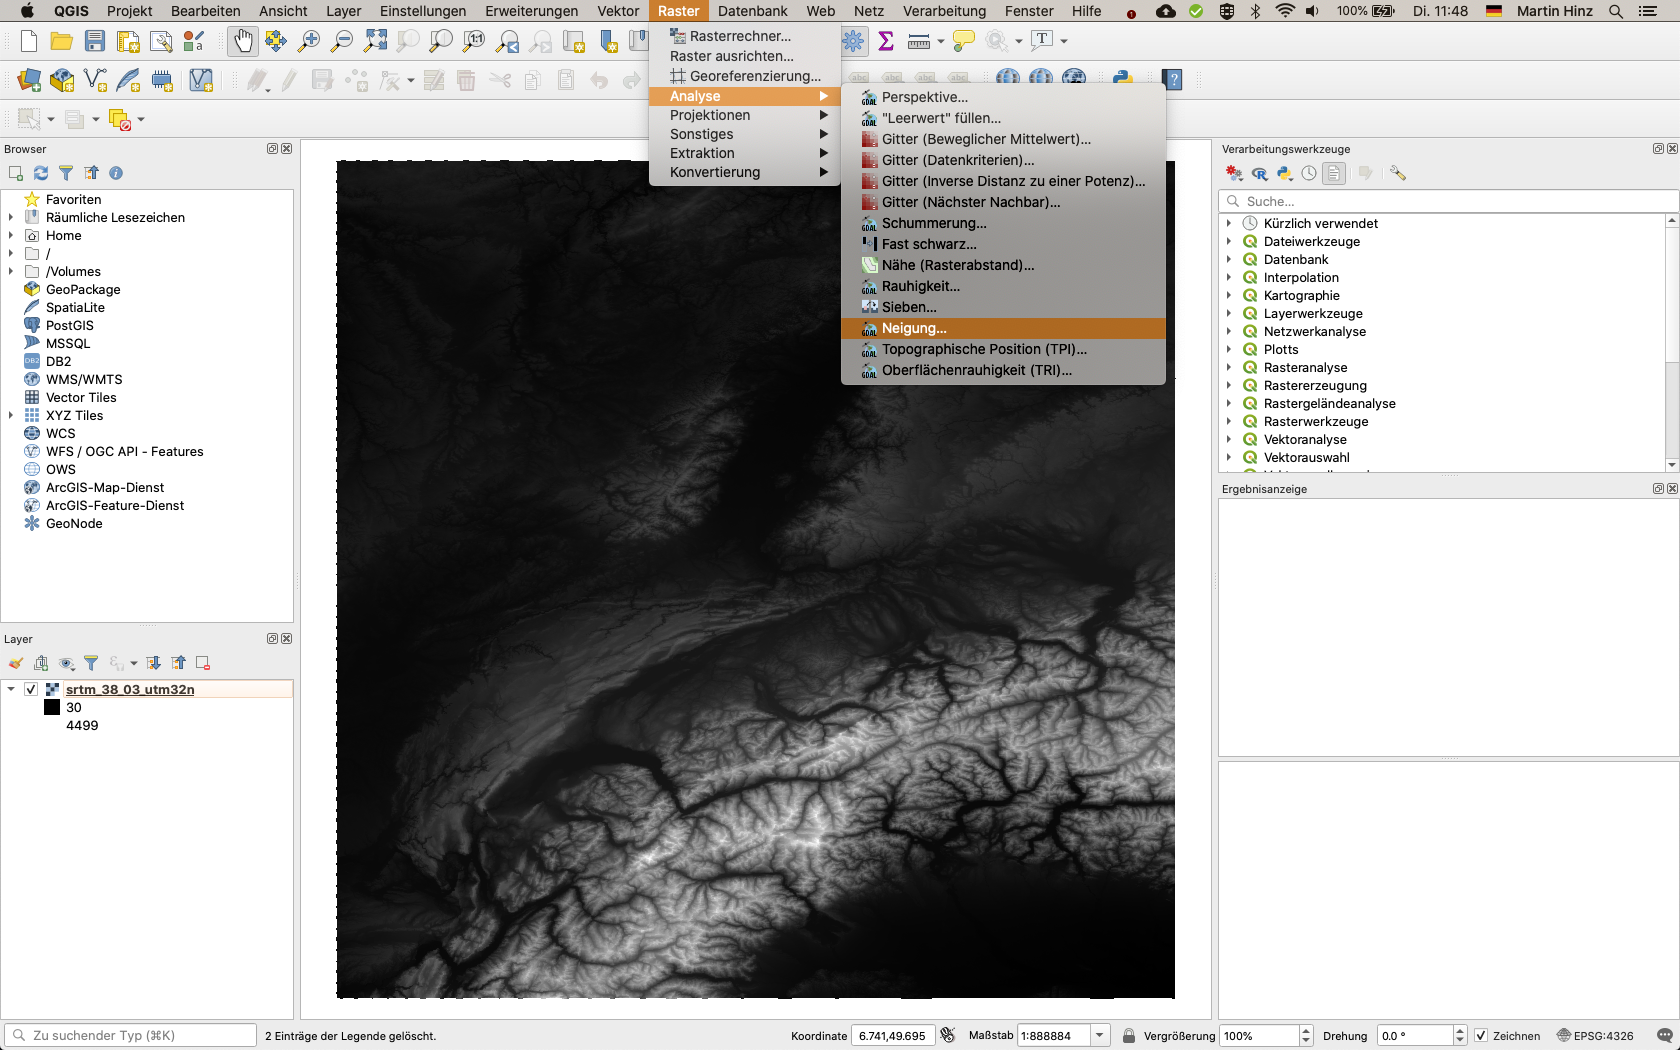 QGIS Projekt Bearbeiten Ansicht Layer Einstellungen Erweiterungen Vektor Raster Datenbank Web Netz Verarbeitung Fenster Hilfe 1 100% Di. 11:48 Martin Hinz
Rasterrechner...
Raster ausrichten...
Georeferenzierung...
Analyse
Projektionen
Sonstiges
Extraktion
Konvertierung
Perspektive...
"Leerwert" füllen...
Gitter (Beweglicher Mittelwert)...
Gitter (Datenkriterien)...
Gitter (Inverse Distanz zu einer Potenz)...
Gitter (Nächster Nachbar)...
Schummerung...
Fast schwarz...
Nähe (Rasterabstand)...
Rauhigkeit...
Sieben...
Neigung...
Topographische Position (TPI)...
Oberflächenrauhigkeit (TRI)...
Browser
Favoriten
Räumliche Lesezeichen
Home
/
/Volumes
GeoPackage
SpatiaLite
PostGIS
MSSQL
DB2
WMS/WMTS
Vector Tiles
XYZ Tiles
WCS
WFS / OGC API - Features
OWS
ArcGIS-Map-Dienst
ArcGIS-Feature-Dienst
GeoNode
Layer
srtm_38_03_utm32n
30
4499
Verarbeitungswerkzeuge
Suche...
Kürzlich verwendet
Dateiwerkzeuge
Datenbank
Interpolation
Kartographie
Layerwerkzeuge
Netzwerkanalyse
Plotts
Rasteranalyse
Rastererzeugung
Rastergeländeanalyse
Rasterwerkzeuge
Vektoranalyse
Vektorauswahl
Ergebnisanzeige
Zu suchender Typ (⌘K) 2 Einträge der Legende gelöscht. Koordinate 6.741,49.695 Maßstab 1:888884 Vergrößerung 100% Drehung 0.0 ° Zeichnen EPSG:4326